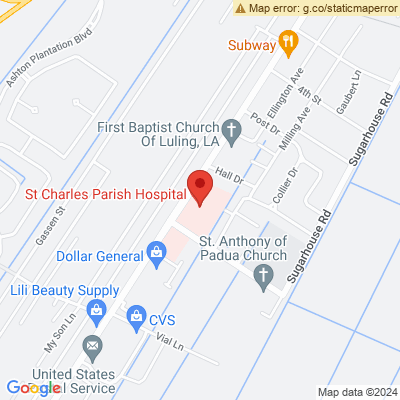 Map error: g.co/staticmaperror
Ashton Plantation Blvd
Subway
Ellington Ave
4th St
Gaubert Ln
Post Dr
Milling Ave
Sugarhouse Rd
First Baptist Church
Of Luling, LA
Hall Dr
Collier Dr
St Charles Parish Hospital
Gassen St
Sugarhouse Rd
St. Anthony of
Padua Church
Dollar General
Lili Beauty Supply
CVS
My Son Ln
Vial Ln
United States
Postal Service
Google
Map data ©2024